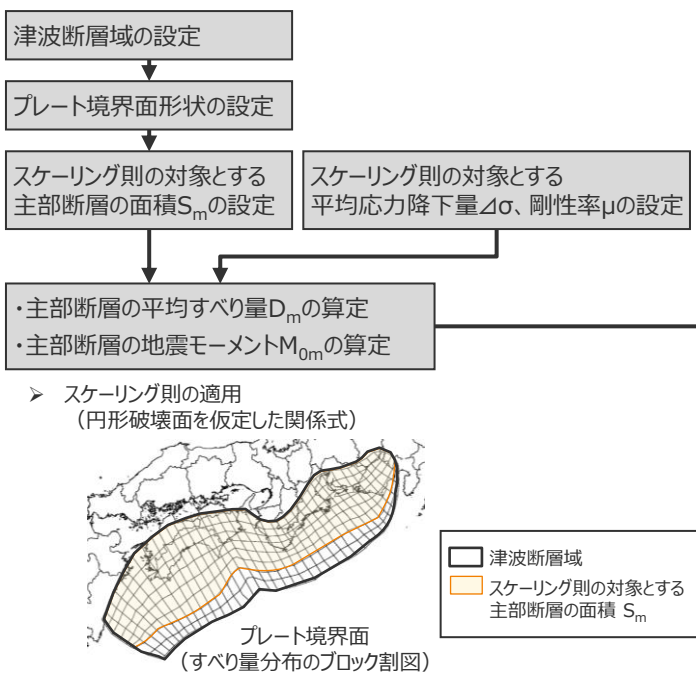 津波断層域の設定
プレート境界面形状の設定
スケーリング則の対象とする
主部断層の面積Smの設定
スケーリング則の対象とする
平均応力降下量⊿σ、剛性率μの設定
・主部断層の平均すべり量Dmの算定
・主部断層の地震モーメントM0mの算定
➢ スケーリング則の適用
（円形破壊面を仮定した関係式）
津波断層域
スケーリング則の対象とする
主部断層の面積 Sm
プレート境界面
（すべり量分布のブロック割図）